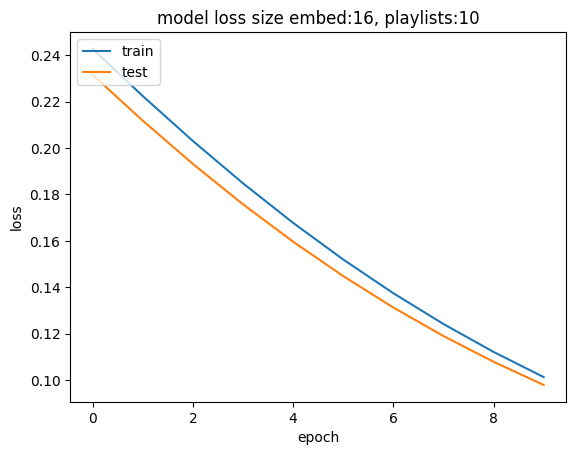 model loss size embed:16, playlists:10
train
test
0.24
0.22
0.20
0.18
0.16
0.14
0.12
0.10
loss
0 2 4 6 8
epoch